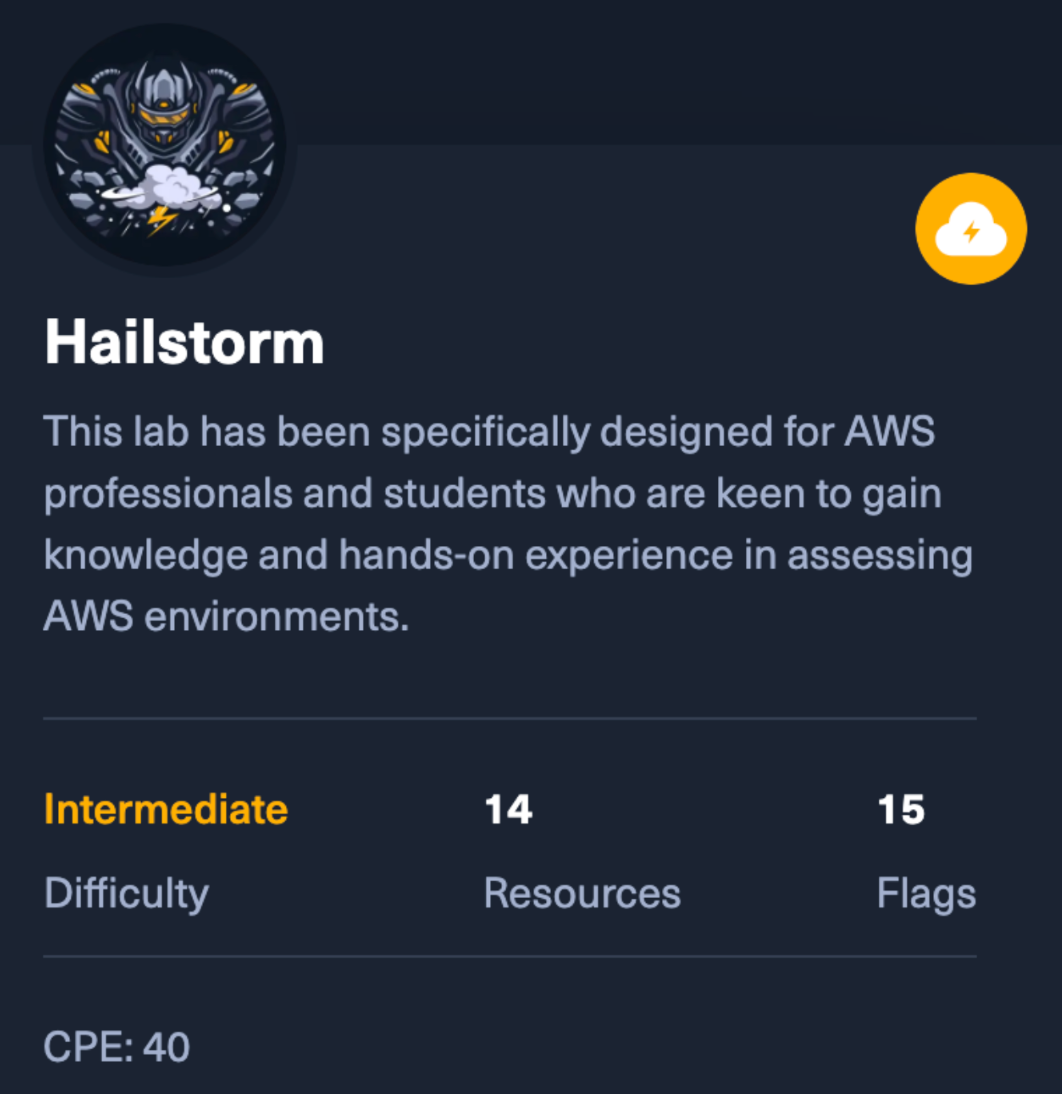 Hailstorm
This lab has been specifically designed for AWS
professionals and students who are keen to gain
knowledge and hands-on experience in assessing
AWS environments.
Intermediate 14 15
Difficulty Resources Flags
CPE: 40